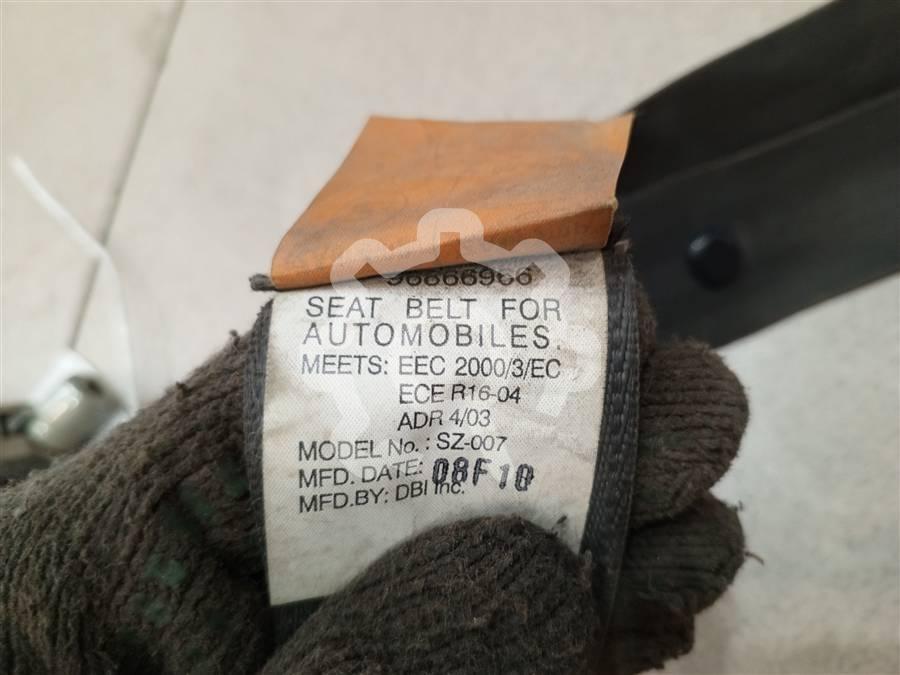 96866986
SEAT BELT FOR
AUTOMOBILES.
MEETS: EEC 2000/3/EC
ECE R16-04
ADR 4/03
MODEL No.: SZ-007
MFD. DATE: 08F10
MFD.BY: DBI Inc.